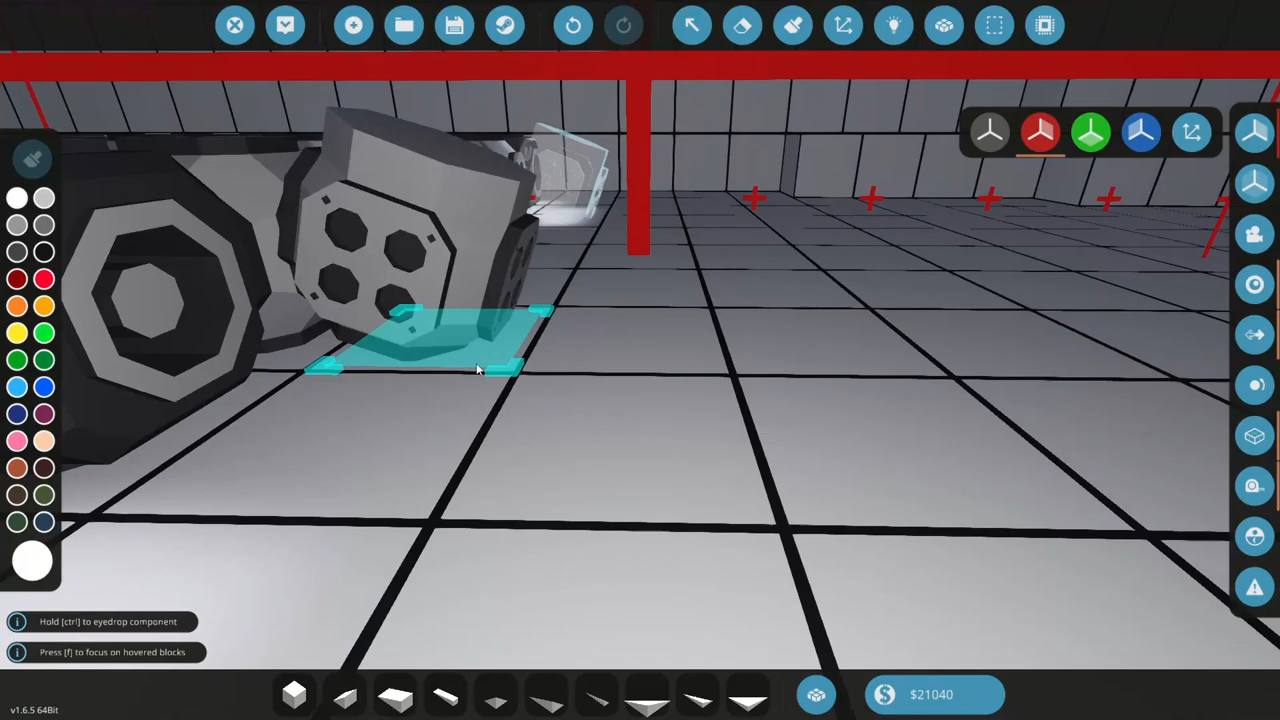 Hold [ctrl] to eyedrop component
Press [f] to focus on hovered blocks
$21040
v1.6.5 64Bit